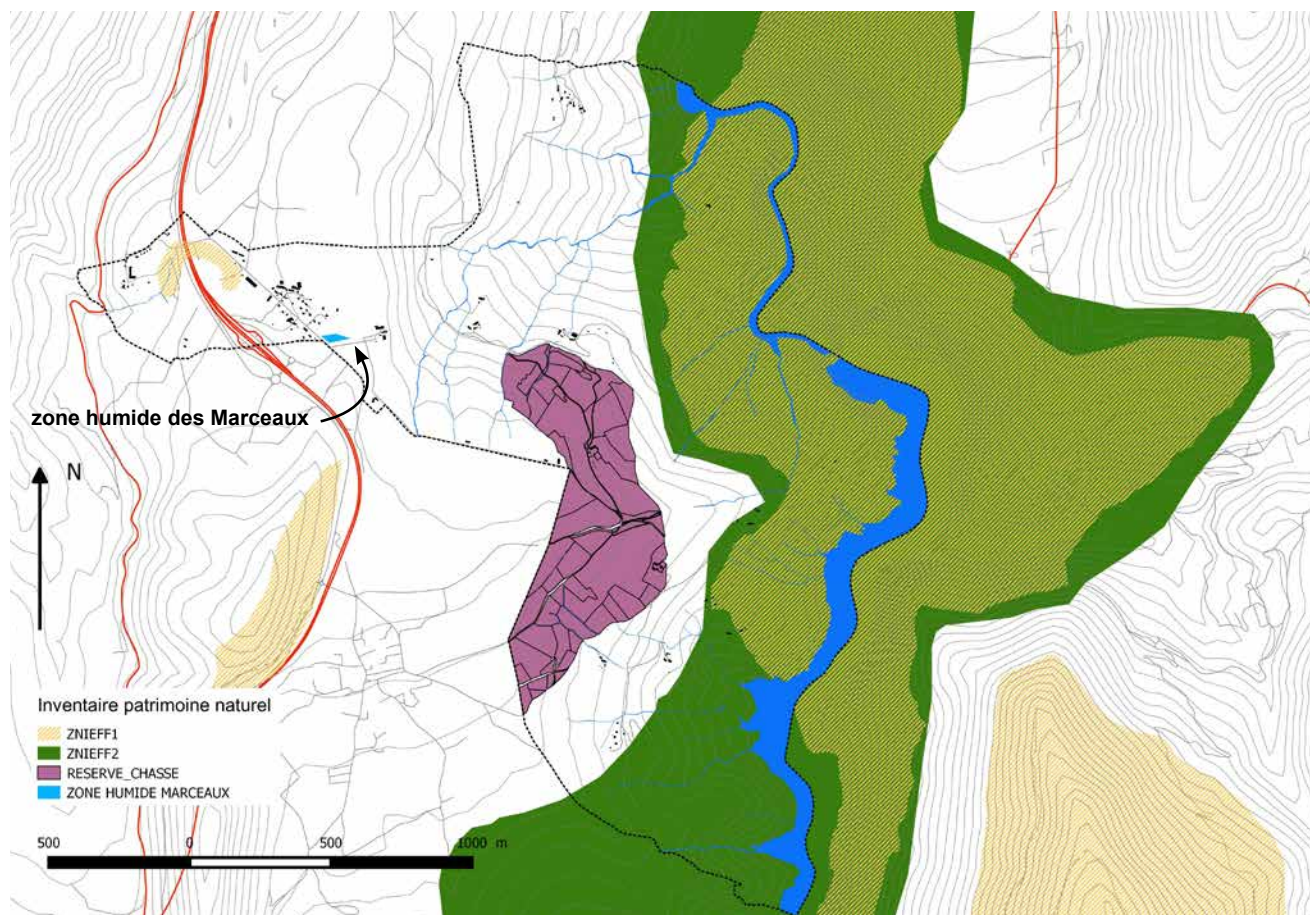 zone humide des Marceaux
N
Inventaire patrimoine naturel
ZNIEFF1
ZNIEFF2
RESERVE_CHASSE
ZONE HUMIDE MARCEAUX
500 0 500 1000 m